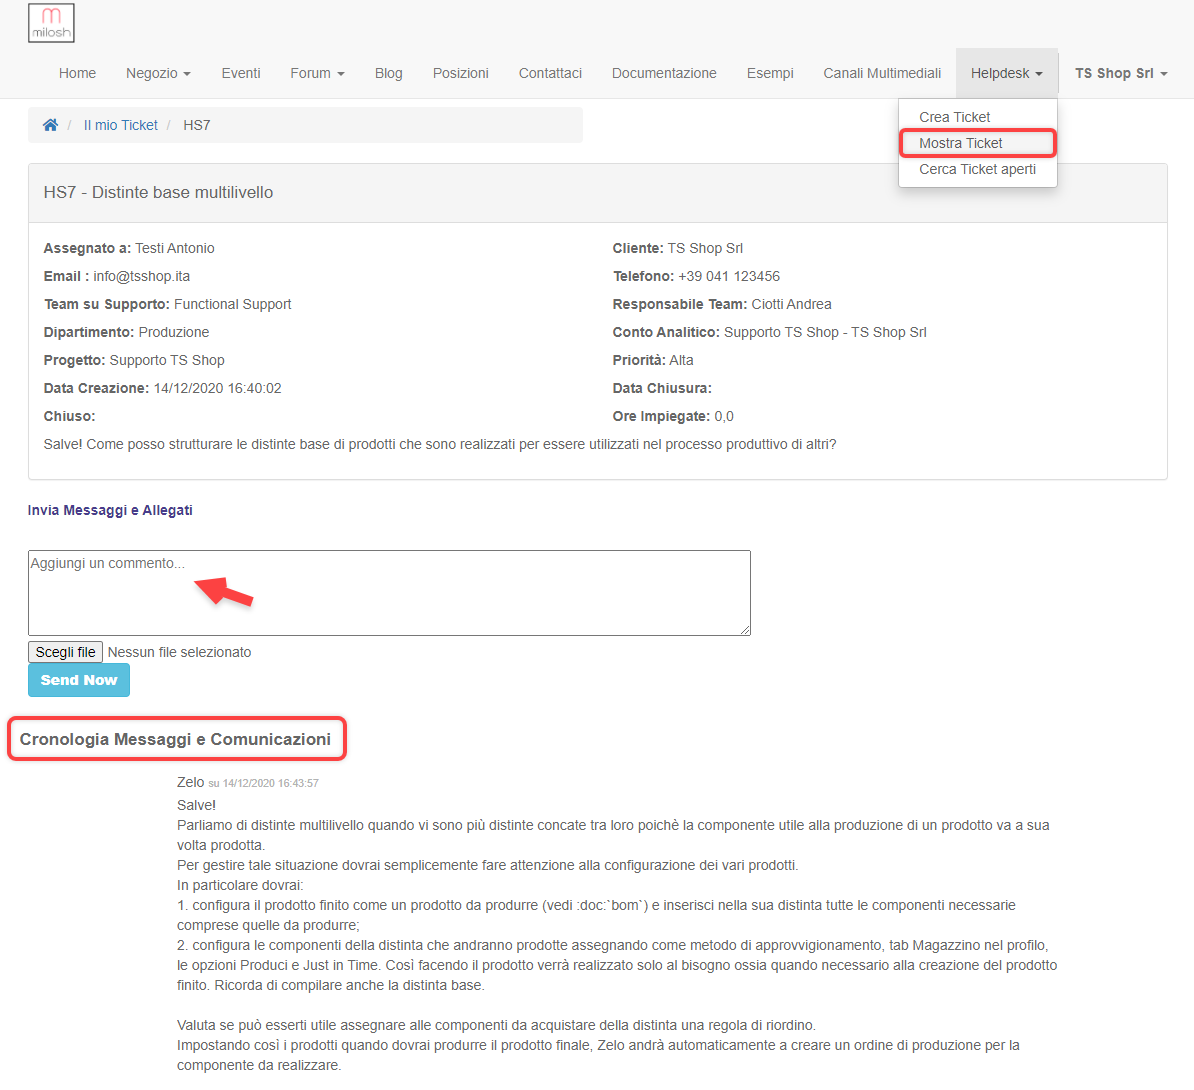 m
milosh
Home Negozio Eventi Forum Blog Posizioni Contattaci Documentazione Esempi Canali Multimediali Helpdesk TS Shop Srl
Crea Ticket
Mostra Ticket
Cerca Ticket aperti
/ Il mio Ticket / HS7
HS7 - Distinte base multilivello
Assegnato a: Testi Antonio
Cliente: TS Shop Srl
Email : info@tsshop.ita
Telefono: +39 041 123456
Team su Supporto: Functional Support
Responsabile Team: Ciotti Andrea
Dipartimento: Produzione
Conto Analitico: Supporto TS Shop - TS Shop Srl
Progetto: Supporto TS Shop
Priorità: Alta
Data Creazione: 14/12/2020 16:40:02
Data Chiusura:
Chiuso:
Ore Impiegate: 0,0
Salve! Come posso strutturare le distinte base di prodotti che sono realizzati per essere utilizzati nel processo produttivo di altri?
Invia Messaggi e Allegati
Aggiungi un commento...
Scegli file Nessun file selezionato
Send Now
Cronologia Messaggi e Comunicazioni
Zelo su 14/12/2020 16:43:57
Salve!
Parliamo di distinte multilivello quando vi sono più distinte concate tra loro poichè la componente utile alla produzione di un prodotto va a sua
volta prodotta.
Per gestire tale situazione dovrai semplicemente fare attenzione alla configurazione dei vari prodotti.
In particolare dovrai:
1. configura il prodotto finito come un prodotto da produrre (vedi :doc:`bom`) e inserisci nella sua distinta tutte le componenti necessarie
comprese quelle da produrre;
2. configura le componenti della distinta che andranno prodotte assegnando come metodo di approvvigionamento, tab Magazzino nel profilo,
le opzioni Produci e Just in Time. Così facendo il prodotto verrà realizzato solo al bisogno ossia quando necessario alla creazione del prodotto
finito. Ricorda di compilare anche la distinta base.
Valuta se può esserti utile assegnare alle componenti da acquistare della distinta una regola di riordino.
Impostando così i prodotti quando dovrai produrre il prodotto finale, Zelo andrà automaticamente a creare un ordine di produzione per la
componente da realizzare.